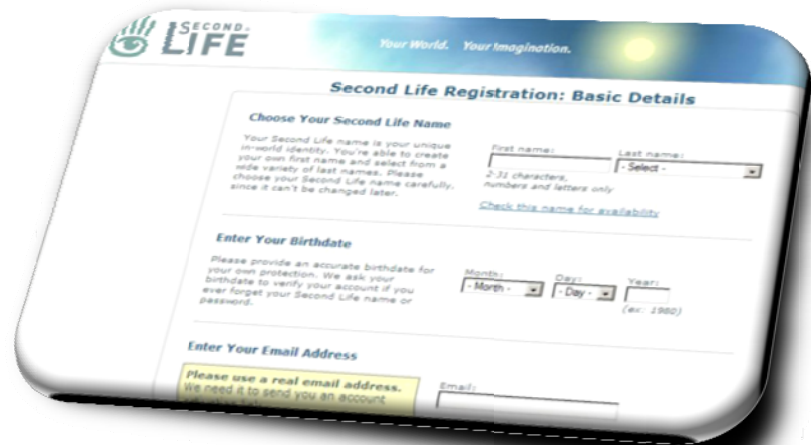 SECOND
LIFE
Your World. Your Imagination.
Second Life Registration: Basic Details
Choose Your Second Life Name
Your Second Life name is your unique
in-world identity. You're able to create
your own first name and select from a
wide variety of last names. Please
choose your Second Life name carefully,
since it can't be changed later.
First name:
Last name:
- Select -
2-31 characters,
numbers and letters only
Check this name for availability
Enter Your Birthdate
Please provide an accurate birthdate for
your own protection. We ask your
birthdate to verify your account if you
ever forget your Second Life name or
password.
Month:
Day:
Year:
- Month -
- Day -
(ex: 1980)
Enter Your Email Address
Please use a real email address.
We need it to send you an account
Email: